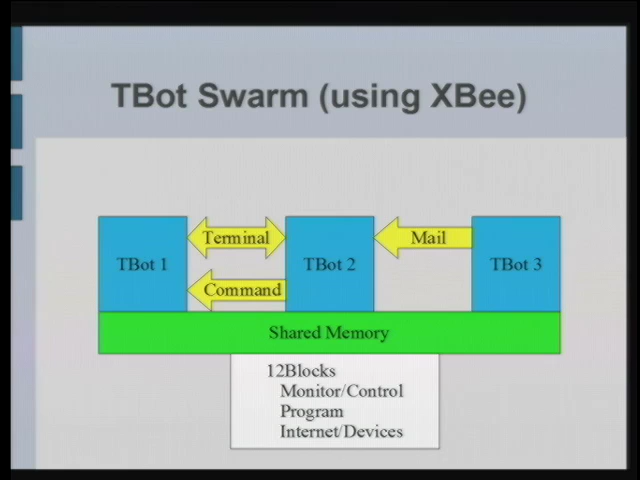 TBot Swarm (using XBee)
TBot 1
Terminal
Command
TBot 2
Mail
TBot 3
Shared Memory
12Blocks
Monitor/Control
Program
Internet/Devices